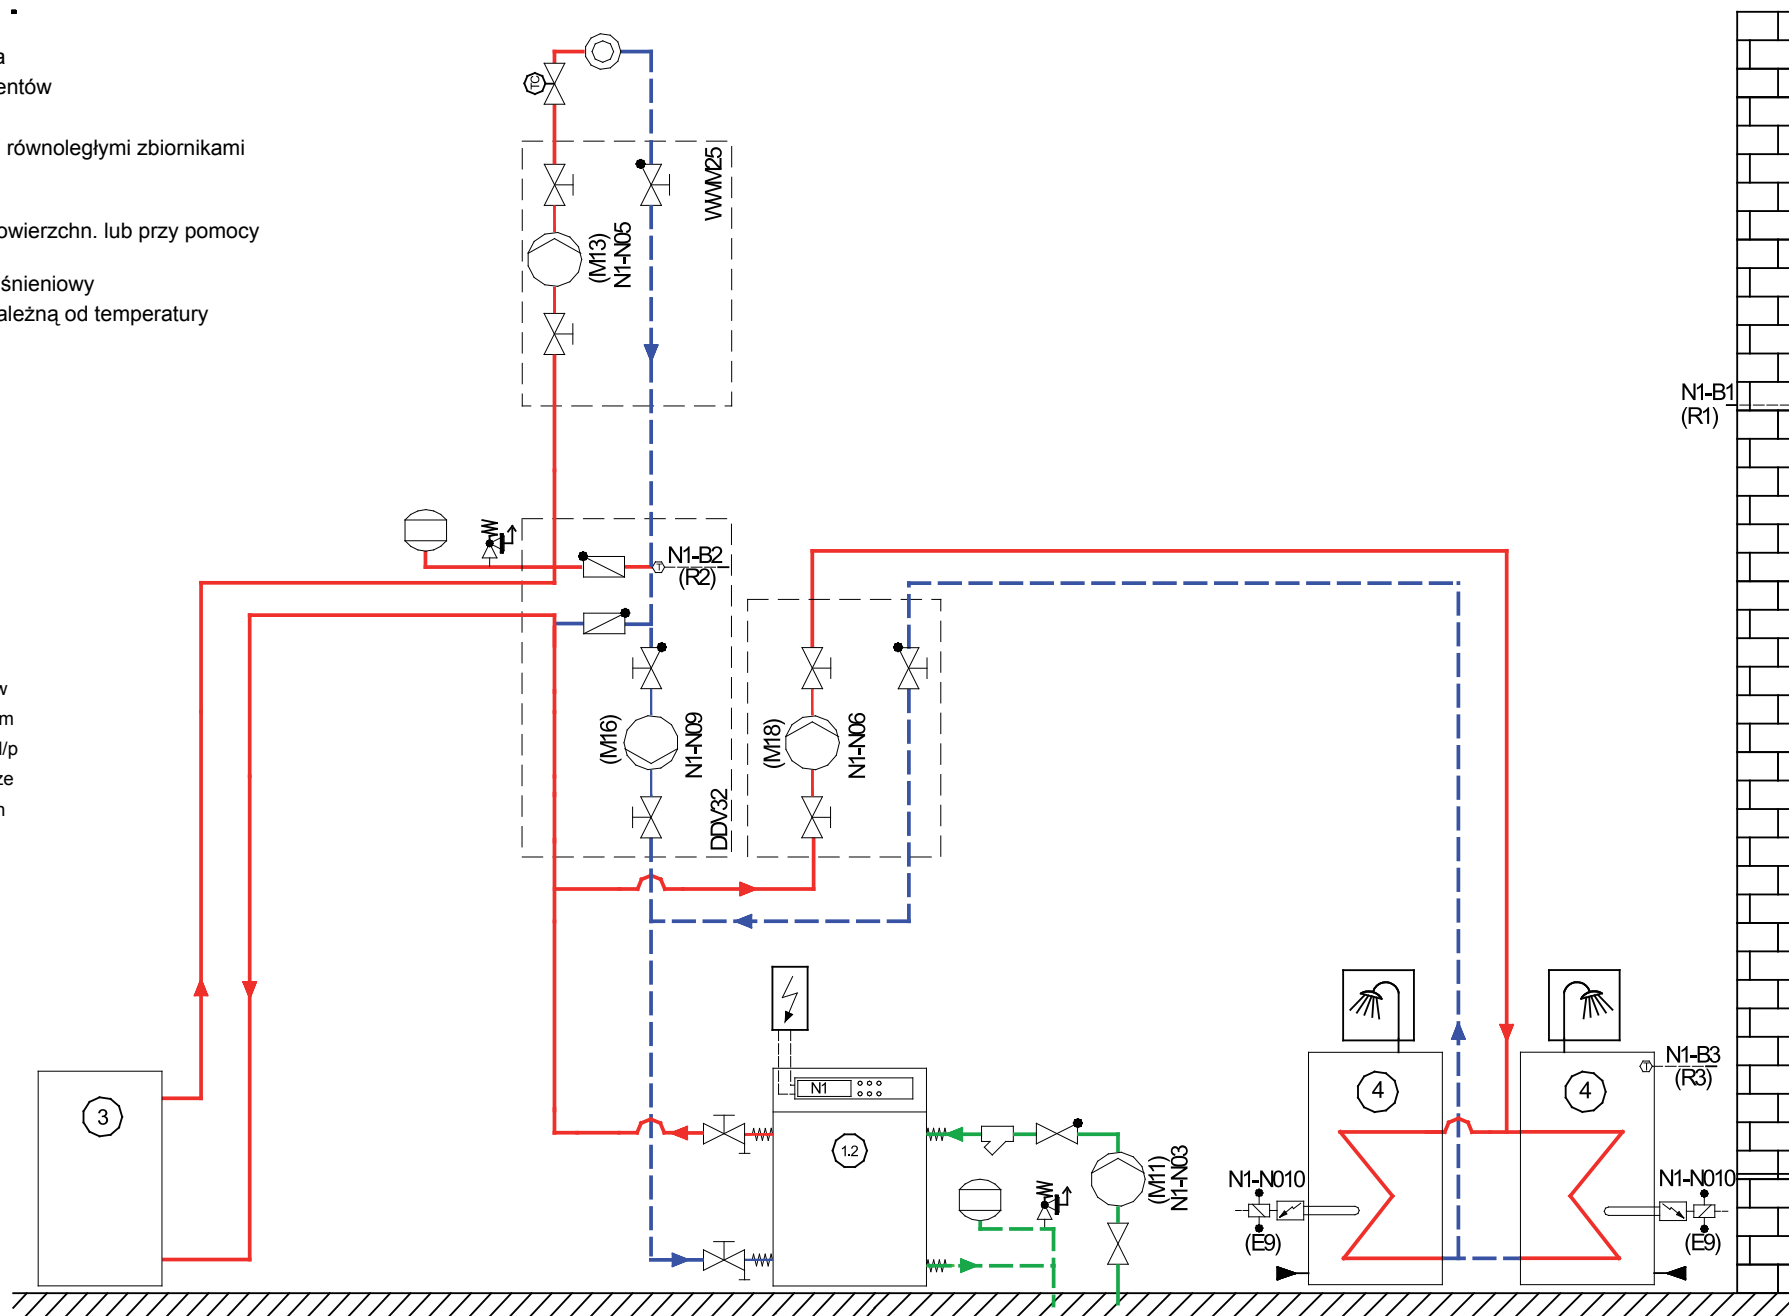 a
entów
równoległymi zbiornikami
owierzchn. lub przy pomocy
śnieniowy
ależną od temperatury
TC
WWM25
(M13)
N1-N05
N1-B1
(R1)
N1-B2
(R2)
T
w
m
l/p
ze
n
(M16)
N1-N09
DDV32
(M18)
N1-N06
N1
3
1.2
(M11)
N1-N03
4
4
T
N1-B3
(R3)
N1-N010
(E9)
N1-N010
(E9)